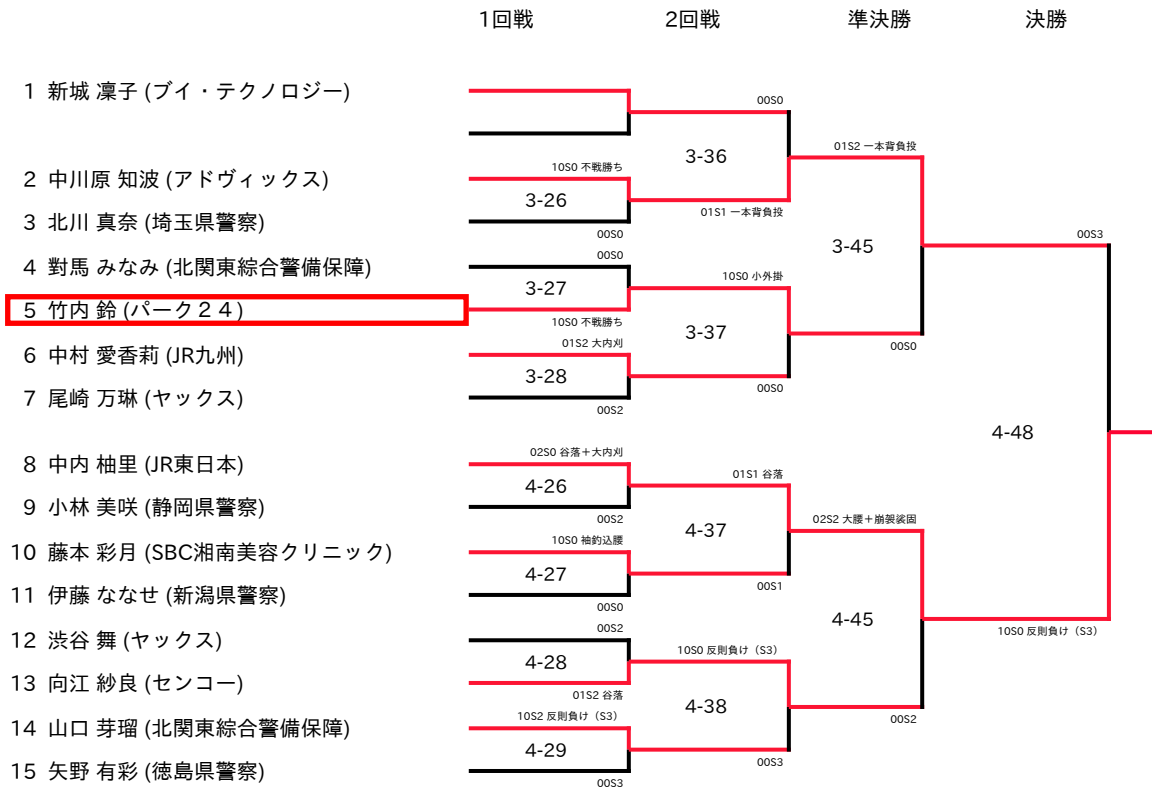 1回戦 2回戦 準決勝 決勝
1 新城 凜子 (ブイ・テクノロジー)
00S0
3-36
01S2 一本背負投
10S0 不戦勝ち
2 中川原 知波 (アドヴィックス)
3-26
01S1 一本背負投
3 北川 真奈 (埼玉県警察)
00S0
3-45
00S3
00S0
4 對馬 みなみ (北関東綜合警備保障)
3-27
10S0 小外掛
5 竹内 鈴 (パーク24)
10S0 不戦勝ち
3-37
00S0
01S2 大内刈
6 中村 愛香莉 (JR九州)
3-28
00S0
7 尾崎 万琳 (ヤックス)
00S2
4-48
02S0 谷落+大内刈
8 中内 柚里 (JR東日本)
4-26
01S1 谷落
9 小林 美咲 (静岡県警察)
00S2
4-37
02S2 大腰+崩袈裟固
10S0 袖釣込腰
10 藤本 彩月 (SBC湘南美容クリニック)
4-27
00S1
11 伊藤 ななせ (新潟県警察)
00S0
4-45
10S0 反則負け(S3)
00S2
12 渋谷 舞 (ヤックス)
4-28
10S0 反則負け(S3)
13 向江 紗良 (センコー)
01S2 谷落
4-38
00S2
10S2 反則負け(S3)
14 山口 芽瑠 (北関東綜合警備保障)
4-29
00S3
15 矢野 有彩 (徳島県警察)
00S3